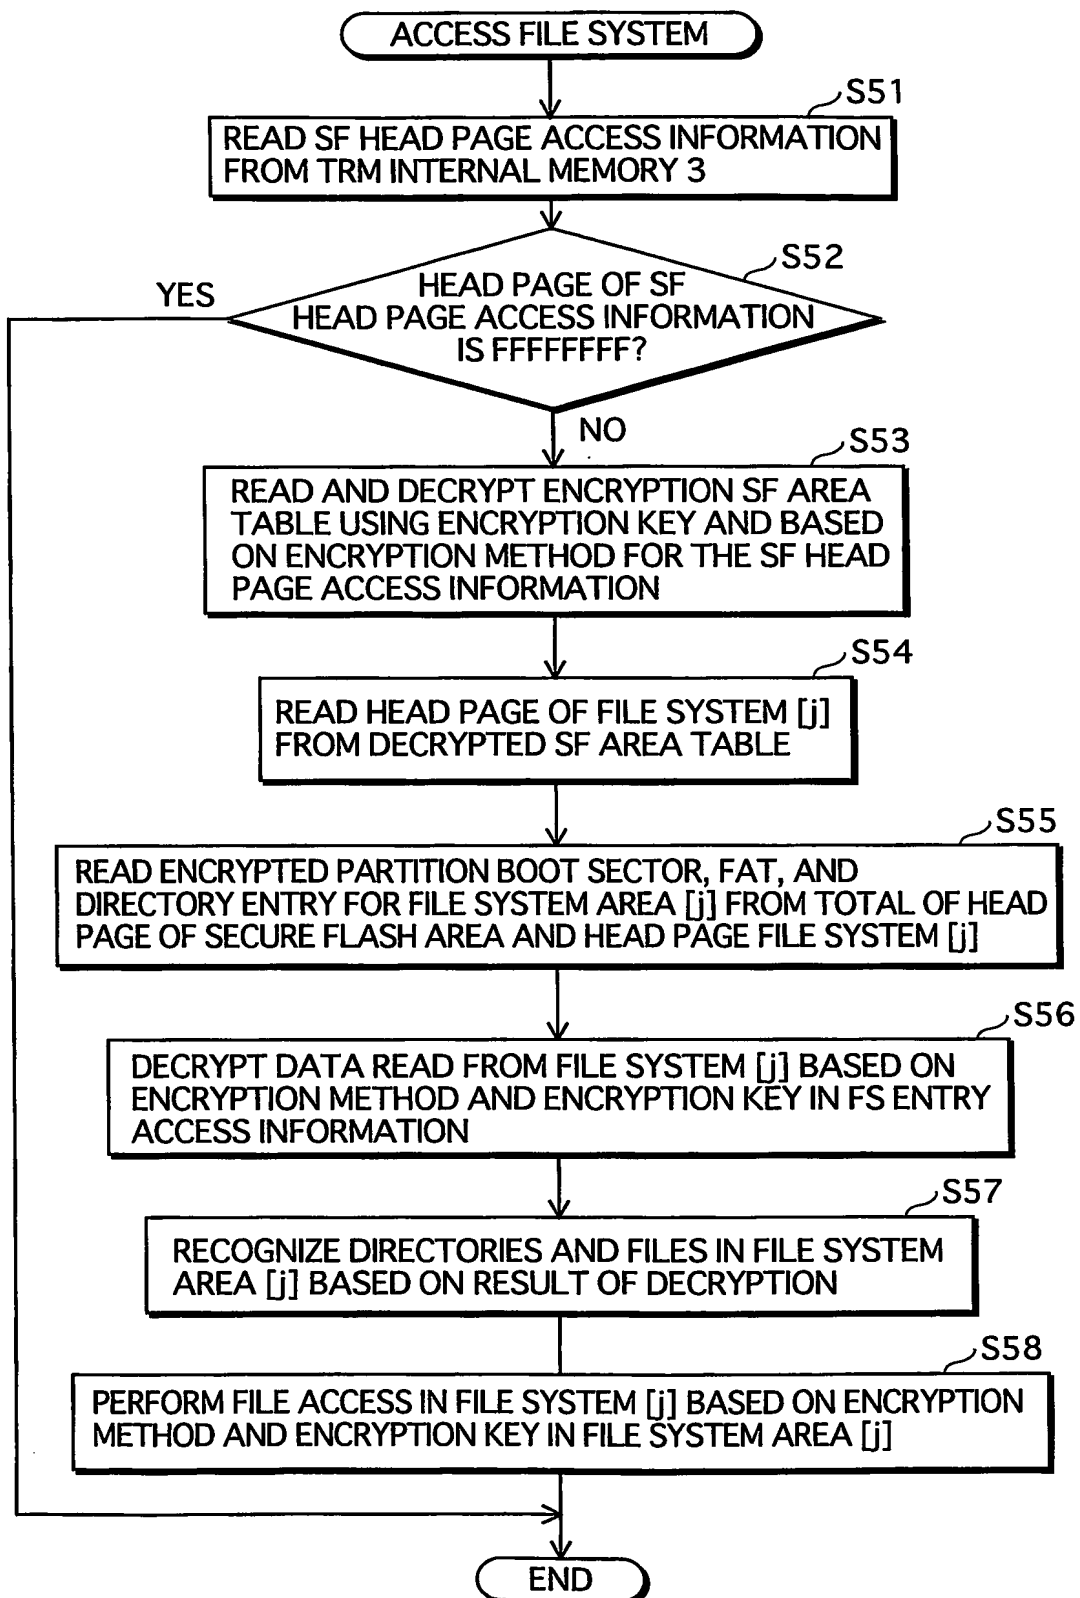 ACCESS FILE SYSTEM
S51
READ SF HEAD PAGE ACCESS INFORMATION
FROM TRM INTERNAL MEMORY 3
S52
YES
HEAD PAGE OF SF
HEAD PAGE ACCESS INFORMATION
IS FFFFFFFF?
NO
S53
READ AND DECRYPT ENCRYPTION SF AREA
TABLE USING ENCRYPTION KEY AND BASED
ON ENCRYPTION METHOD FOR THE SF HEAD
PAGE ACCESS INFORMATION
S54
READ HEAD PAGE OF FILE SYSTEM [j]
FROM DECRYPTED SF AREA TABLE
S55
READ ENCRYPTED PARTITION BOOT SECTOR, FAT, AND
DIRECTORY ENTRY FOR FILE SYSTEM AREA [j] FROM TOTAL OF HEAD
PAGE OF SECURE FLASH AREA AND HEAD PAGE FILE SYSTEM [j]
S56
DECRYPT DATA READ FROM FILE SYSTEM [j] BASED ON
ENCRYPTION METHOD AND ENCRYPTION KEY IN FS ENTRY
ACCESS INFORMATION
S57
RECOGNIZE DIRECTORIES AND FILES IN FILE SYSTEM
AREA [j] BASED ON RESULT OF DECRYPTION
S58
PERFORM FILE ACCESS IN FILE SYSTEM [j] BASED ON ENCRYPTION
METHOD AND ENCRYPTION KEY IN FILE SYSTEM AREA [j]
END